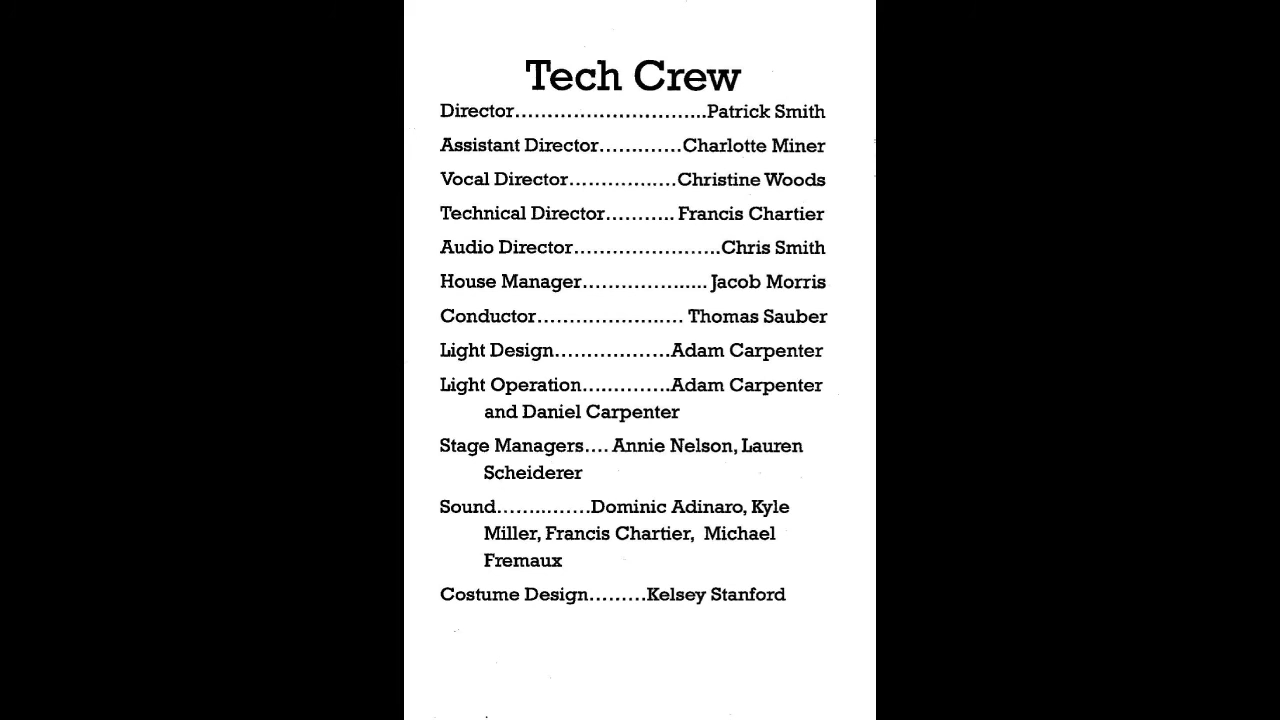 Tech Crew
Director.............................Patrick Smith
Assistant Director.............Charlotte Miner
Vocal Director.................Christine Woods
Technical Director........... Francis Chartier
Audio Director.......................Chris Smith
House Manager................... Jacob Morris
Conductor....................... Thomas Sauber
Light Design..................Adam Carpenter
Light Operation..............Adam Carpenter
and Daniel Carpenter
Stage Managers.... Annie Nelson, Lauren
Scheiderer
Sound...............Dominic Adinaro, Kyle
Miller, Francis Chartier,  Michael
Fremaux
Costume Design.........Kelsey Stanford